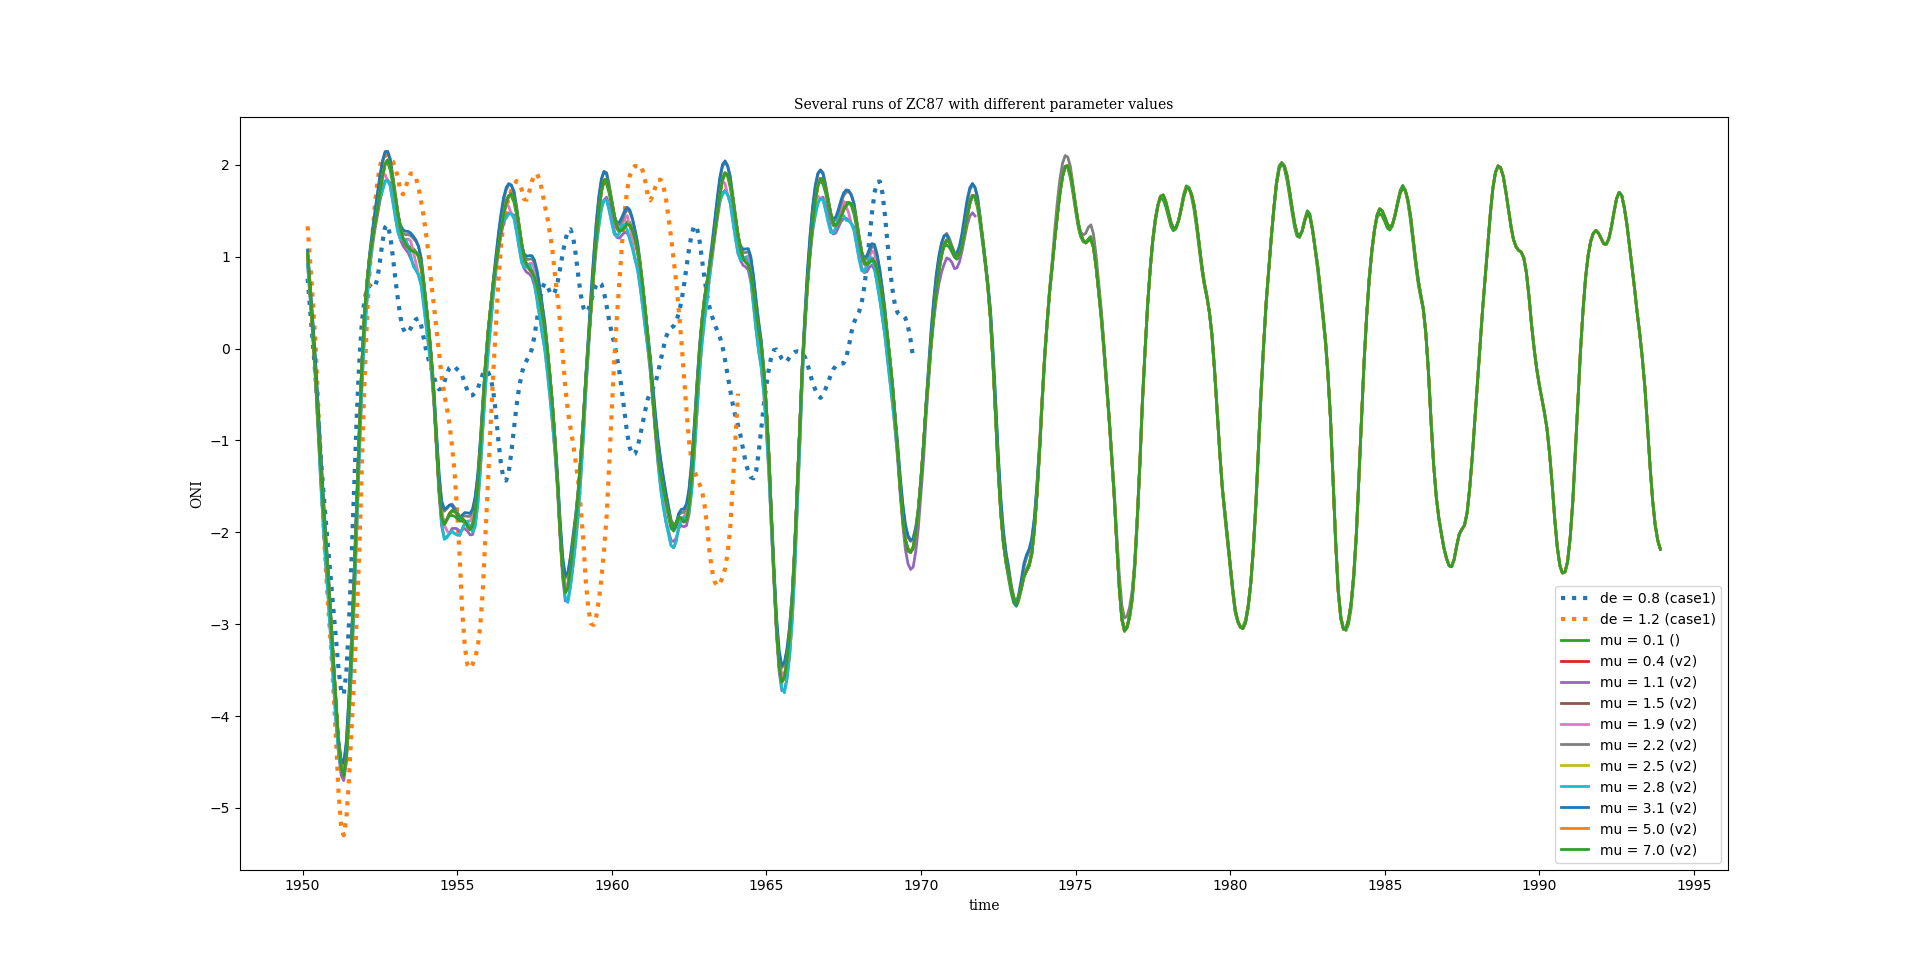 Several runs of ZC87 with different parameter values
ONI
2
1
0
−1
−2
−3
−4
−5
1950 1955 1960 1965 1970 1975 1980 1985 1990 1995
time
de = 0.8 (case1)
de = 1.2 (case1)
mu = 0.1 ()
mu = 0.4 (v2)
mu = 1.1 (v2)
mu = 1.5 (v2)
mu = 1.9 (v2)
mu = 2.2 (v2)
mu = 2.5 (v2)
mu = 2.8 (v2)
mu = 3.1 (v2)
mu = 5.0 (v2)
mu = 7.0 (v2)